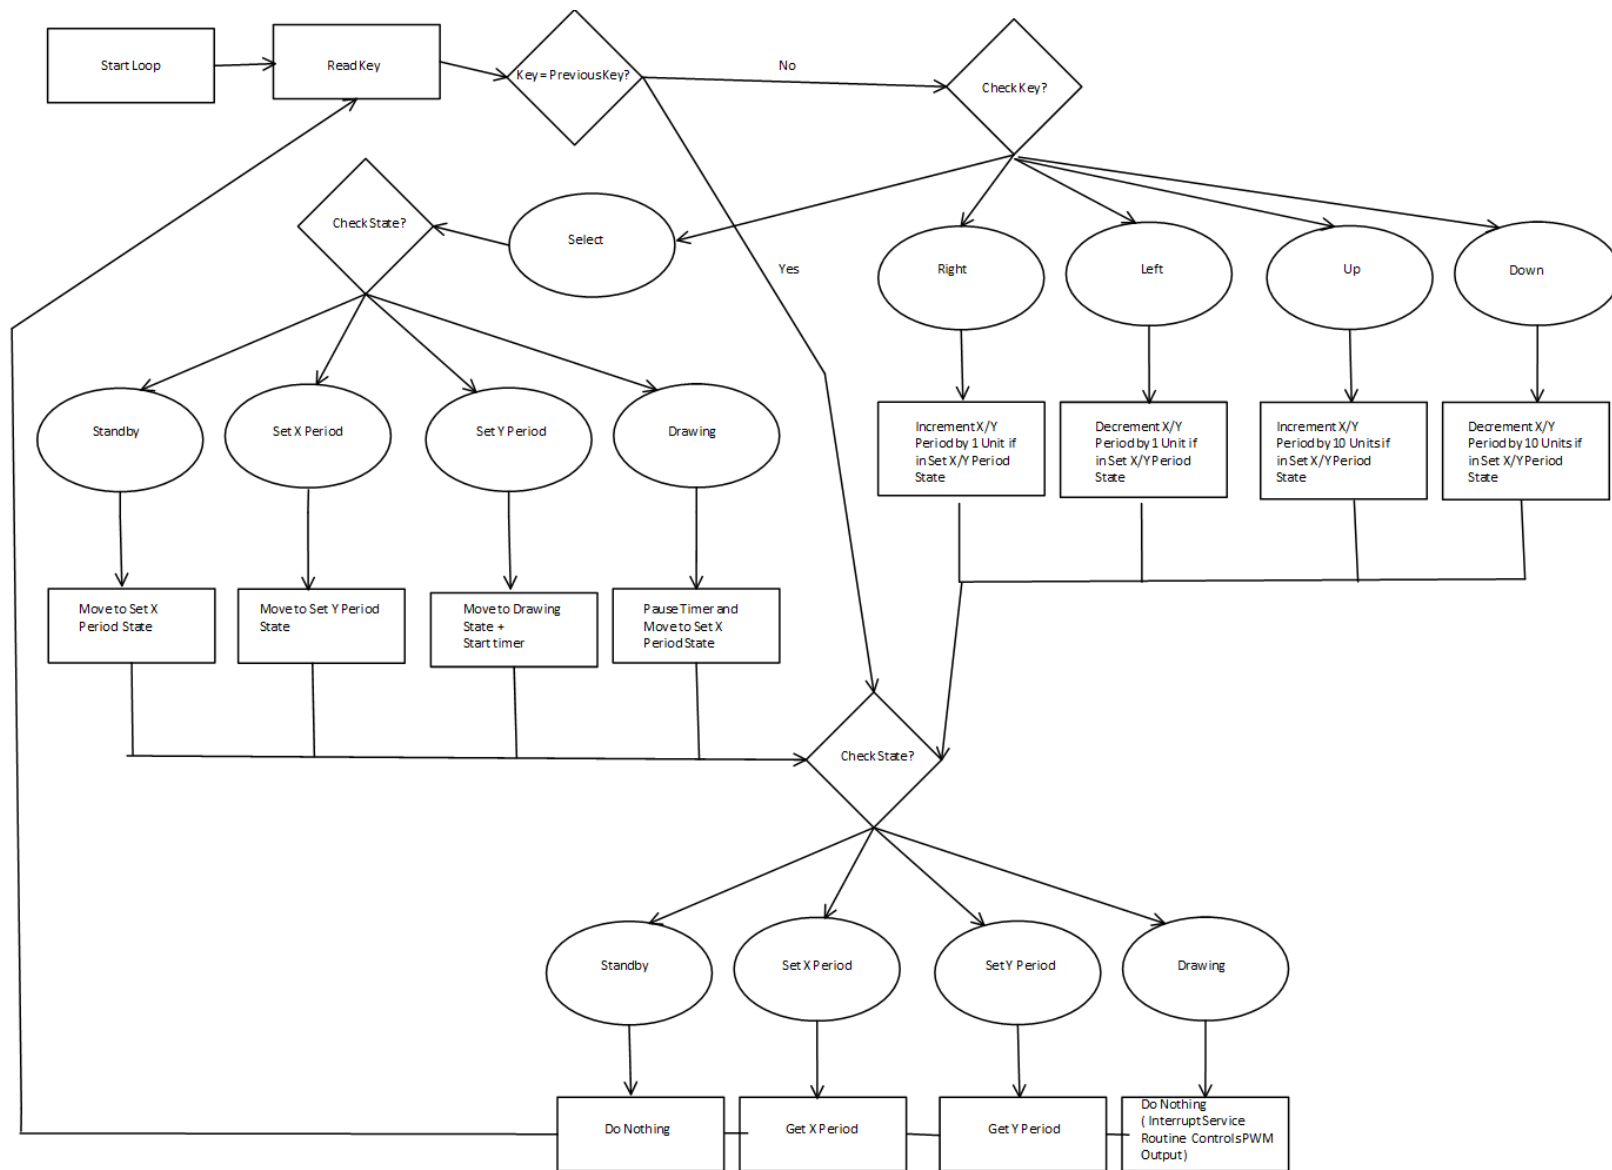 Start Loop
Read Key
Key = Previous Key?
No
Check Key?
Check State?
Select
Yes
Right
Left
Up
Down
Standby
Set X Period
Set Y Period
Drawing
Increment X/Y
Period by 1 Unit if
in Set X/Y Period
State
Decrement X/Y
Period by 1 Unit if
in Set X/Y Period
State
Increment X/Y
Period by 10 Units if
in Set X/Y Period
State
Decrement X/Y
Period by 10 Units if
in Set X/Y Period
State
Move to Set X
Period State
Move to Set Y Period
State
Move to Drawing
State +
Start timer
Pause Timer and
Move to Set X
Period State
Check State?
Standby
Set X Period
Set Y Period
Drawing
Do Nothing
Get X Period
Get Y Period
Do Nothing
( Interrupt Service
Routine Controls PWM
Output )